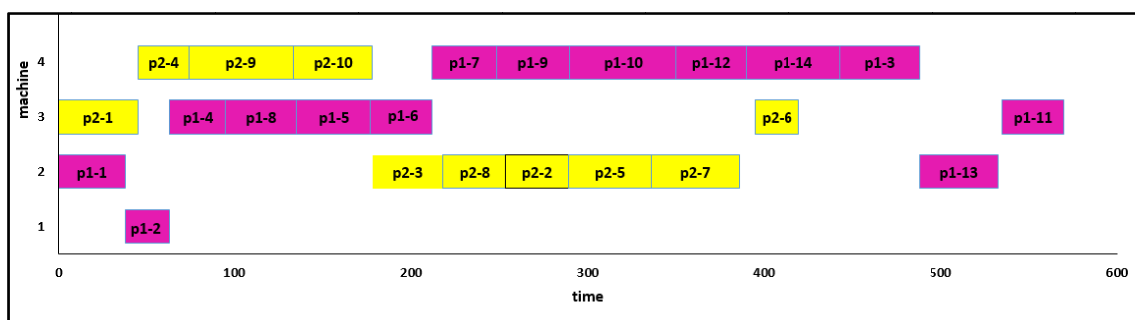 machine
4
p2-4 p2-9 p2-10 p1-7 p1-9 p1-10 p1-12 p1-14 p1-3
3
p2-1 p1-4 p1-8 p1-5 p1-6 p2-6 p1-11
2
p1-1 p2-3 p2-8 p2-2 p2-5 p2-7 p1-13
1
p1-2
0 100 200 300 400 500 600
time